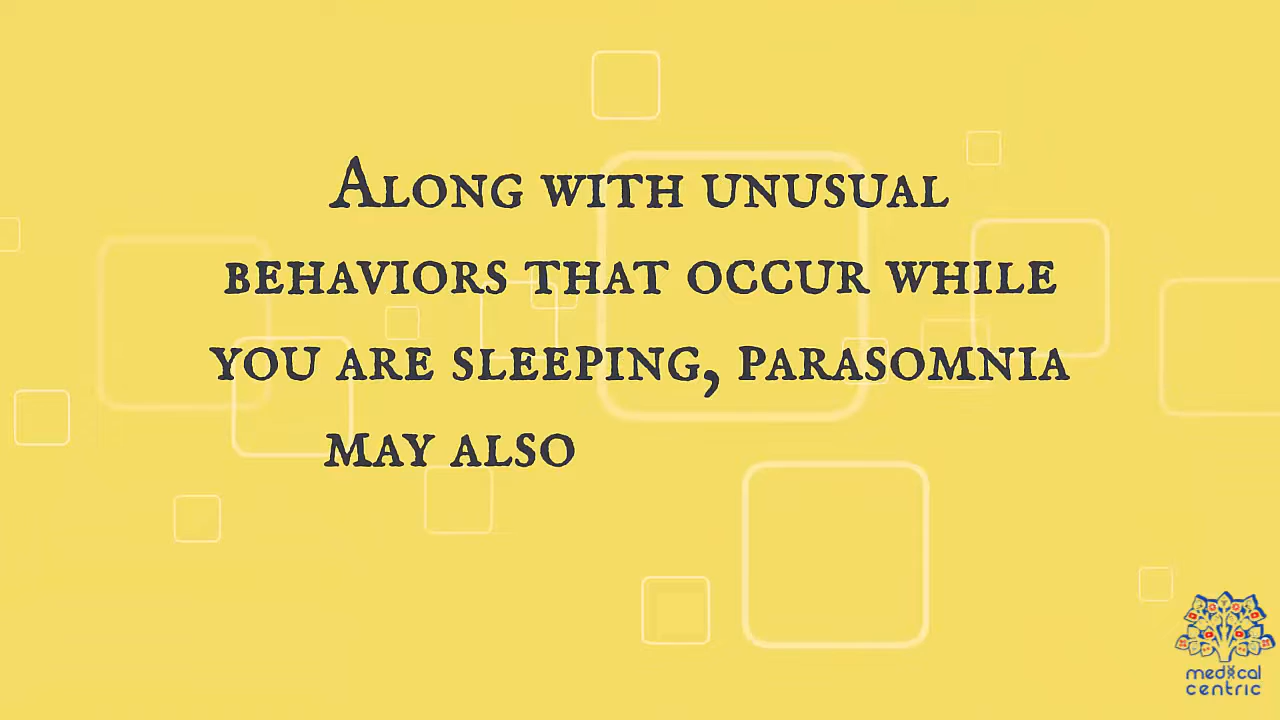 Along with unusual
behaviors that occur while
you are sleeping, parasomnia
may also
medical
centric